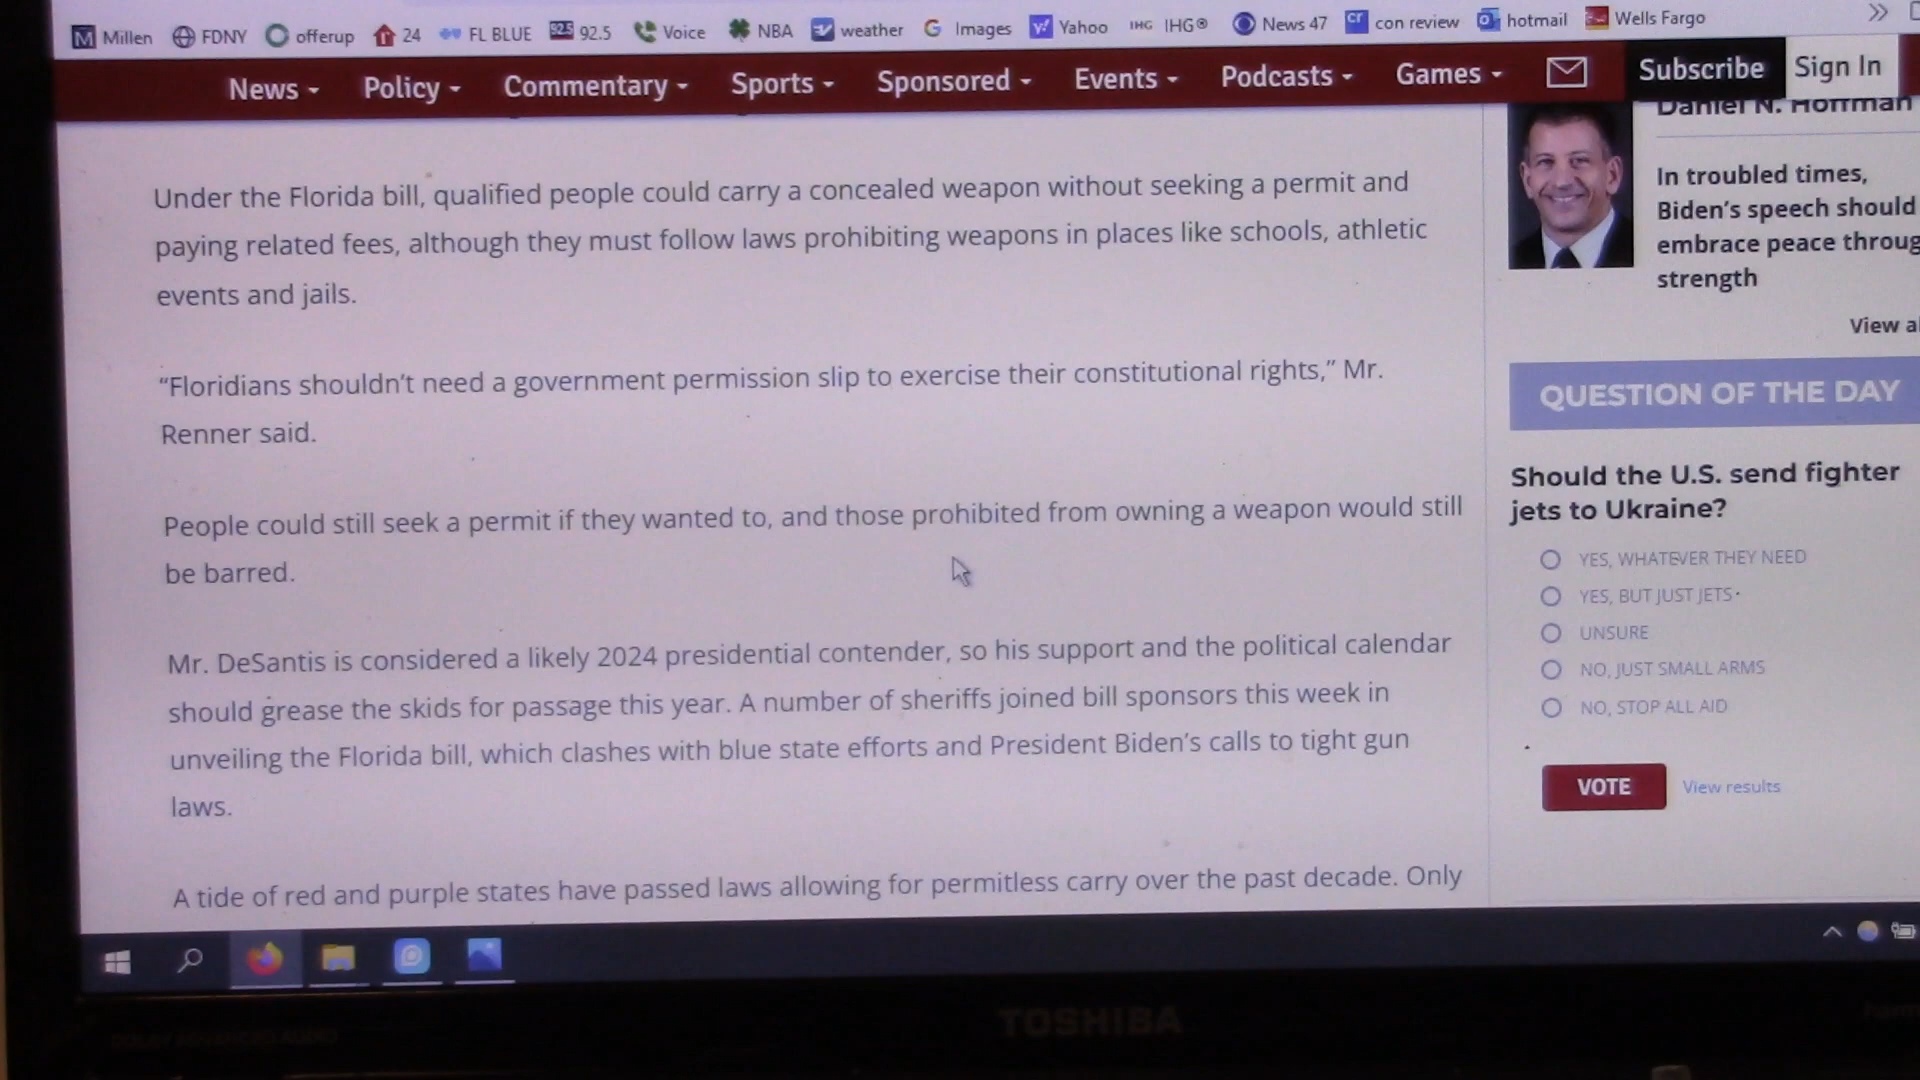 Millen FDNY offerup 24 FL BLUE 92.5 92.5 Voice NBA weather Images Yahoo IHG IHG® News 47 con review hotmail Wells Fargo
News Policy Commentary Sports Sponsored Events Podcasts Games Subscribe Sign In
Under the Florida bill, qualified people could carry a concealed weapon without seeking a permit and
paying related fees, although they must follow laws prohibiting weapons in places like schools, athletic
events and jails.
“Floridians shouldn’t need a government permission slip to exercise their constitutional rights,” Mr.
Renner said.
People could still seek a permit if they wanted to, and those prohibited from owning a weapon would still
be barred.
Mr. DeSantis is considered a likely 2024 presidential contender, so his support and the political calendar
should grease the skids for passage this year. A number of sheriffs joined bill sponsors this week in
unveiling the Florida bill, which clashes with blue state efforts and President Biden’s calls to tight gun
laws.
A tide of red and purple states have passed laws allowing for permitless carry over the past decade. Only
Daniel N. Hoffman
In troubled times,
Biden’s speech should
embrace peace throug
strength
View al
QUESTION OF THE DAY
Should the U.S. send fighter
jets to Ukraine?
YES, WHATEVER THEY NEED
YES, BUT JUST JETS
UNSURE
NO, JUST SMALL ARMS
NO, STOP ALL AID
VOTE View results
TOSHIBA